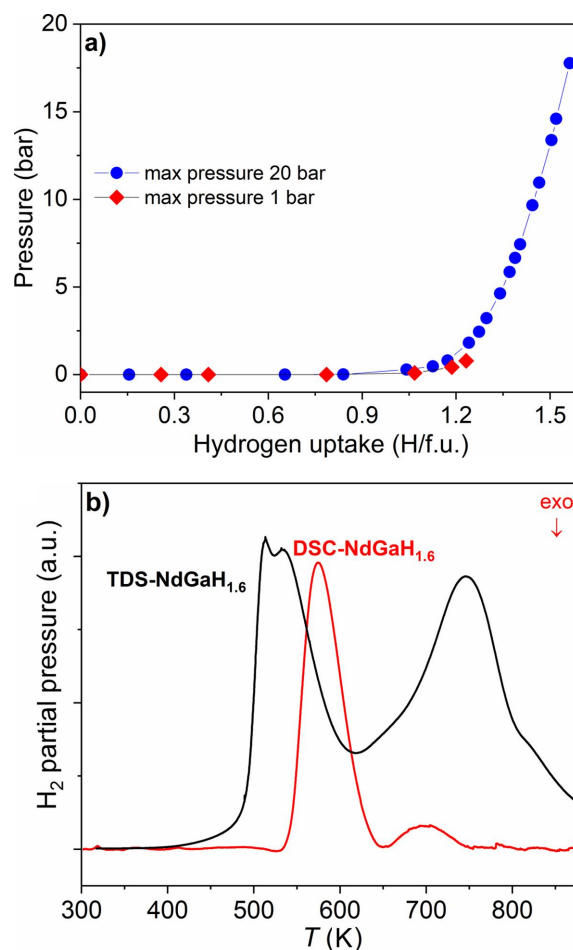 a)
Pressure (bar)
20
15
10
5
0
max pressure 20 bar
max pressure 1 bar
0.0 0.3 0.6 0.9 1.2 1.5
Hydrogen uptake (H/f.u.)
b)
exo
↓
DSC-NdGaH₁.₆
TDS-NdGaH₁.₆
H₂ partial pressure (a.u.)
300 400 500 600 700 800
T (K)